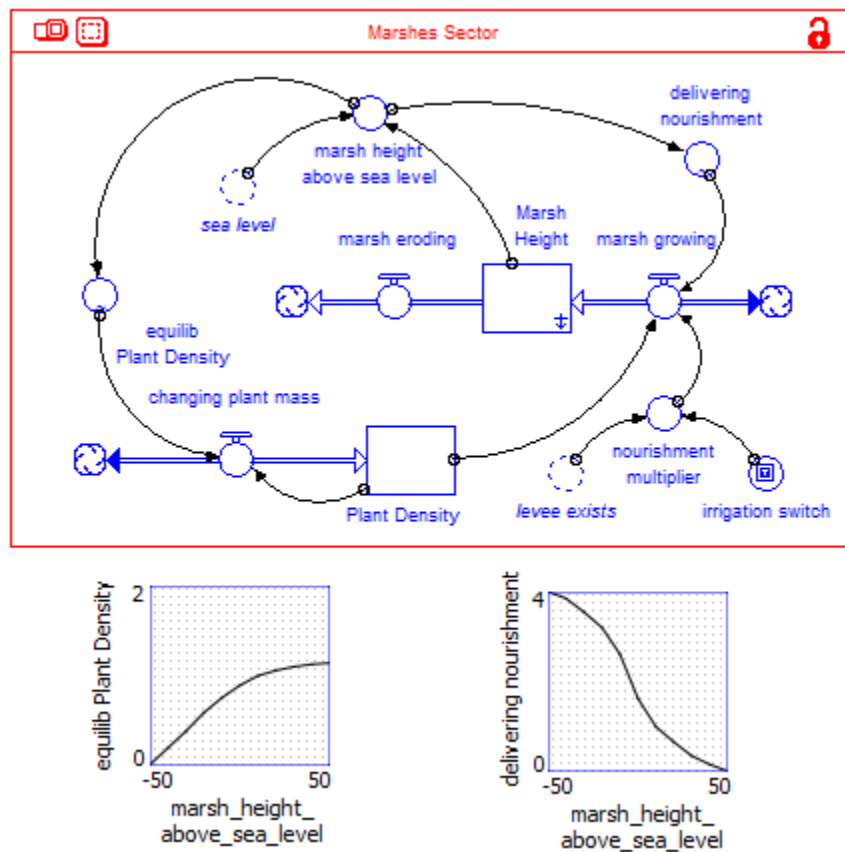 Marshes Sector
delivering
nourishment
marsh height
above sea level
sea level
marsh eroding
Marsh
Height
marsh growing
equilib
Plant Density
changing plant mass
nourishment
multiplier
Plant Density
levee exists
irrigation switch
equilib Plant Density
2
0
-50
50
marsh_height_
above_sea_level
delivering nourishment
4
0
-50
50
marsh_height_
above_sea_level